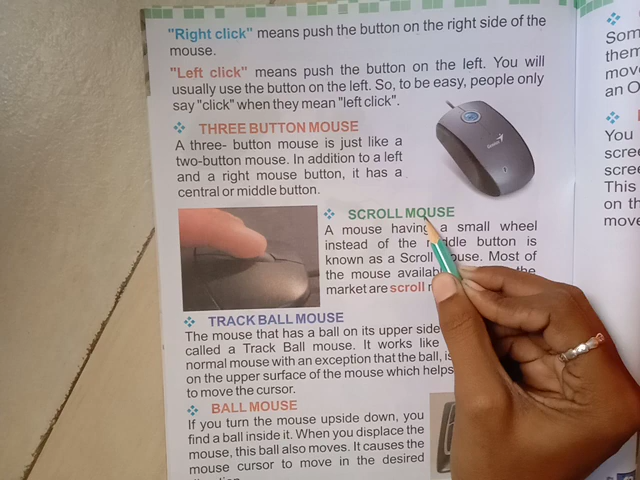 "Right click" means push the button on the right side of the
mouse.
"Left click" means push the button on the left. You will
usually use the button on the left. So, to be easy, people only
say "click" when they mean "left click".
THREE BUTTON MOUSE
A three- button mouse is just like a
two-button mouse. In addition to a left
and a right mouse button, it has a
central or middle button.
SCROLL MOUSE
A mouse having a small wheel
instead of the button is
known as a Scroll Most of
the mouse the
market are scroll
TRACK BALL MOUSE
The mouse that has a ball on its upper side
called a Track Ball mouse. It works like
normal mouse with an exception that the ball, is
on the upper surface of the mouse which helps
to move the cursor.
BALL MOUSE
If you turn the mouse upside down, you
find a ball inside it. When you displace the
mouse, this ball also moves. It causes the
mouse cursor to move in the desired
Som
them
move
an O
You
scree
scree
This
on th
move